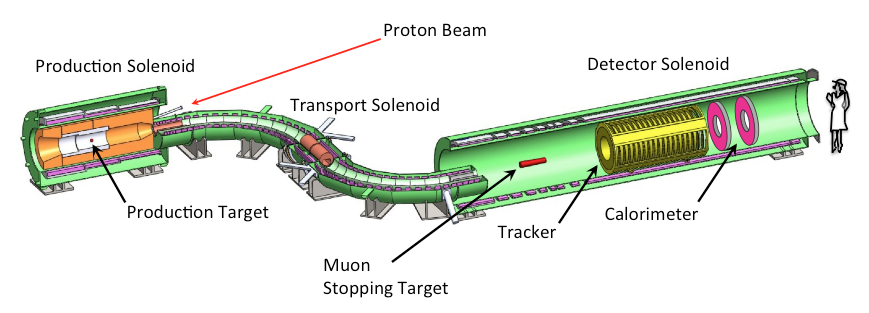 Proton Beam
Production Solenoid
Detector Solenoid
Transport Solenoid
Production Target
Calorimeter
Tracker
Muon
Stopping Target